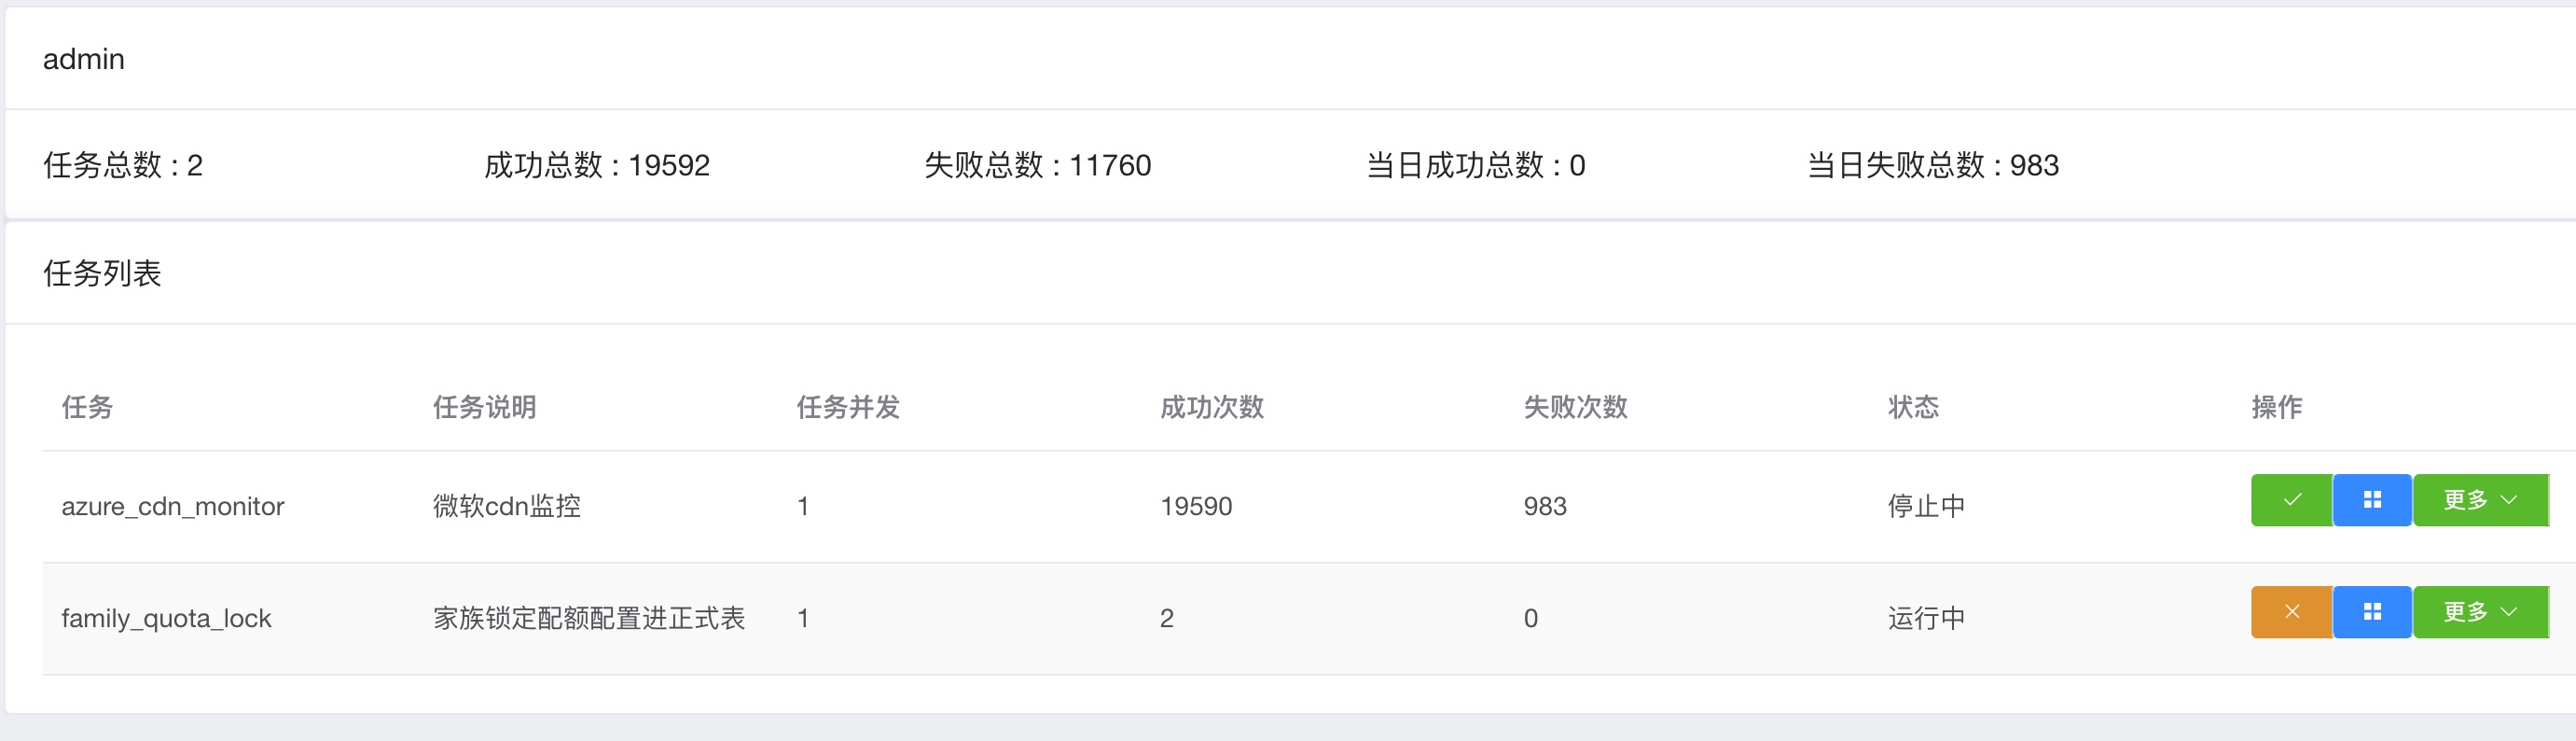 admin
任务总数 : 2 成功总数 : 19592 失败总数 : 11760 当日成功总数 : 0 当日失败总数 : 983
任务列表
任务 任务说明 任务并发 成功次数 失败次数 状态 操作
azure_cdn_monitor 微软cdn监控 1 19590 983 停止中 更多
family_quota_lock 家族锁定配额配置进正式表 1 2 0 运行中 更多